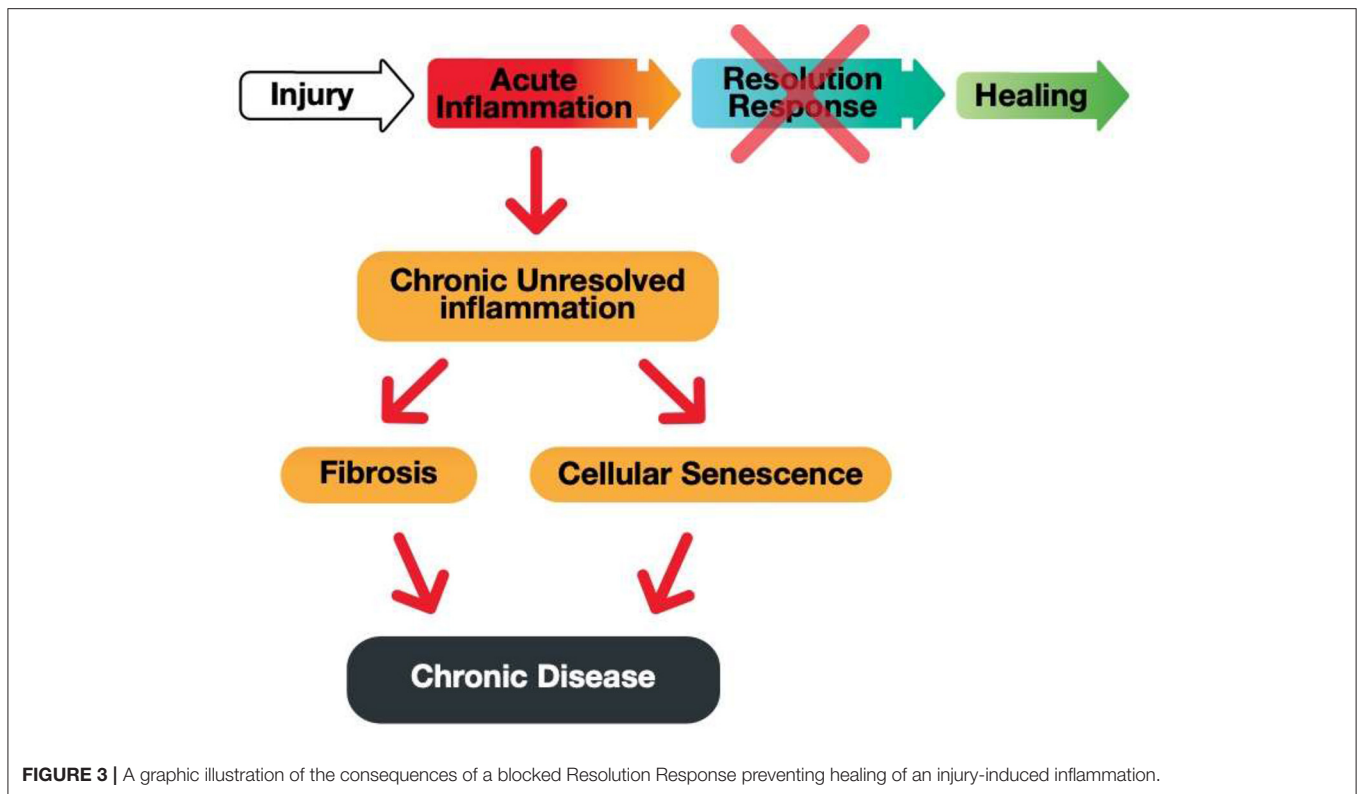 Injury
Acute
Inflammation
Resolution
Response
Healing
Chronic Unresolved
inflammation
Fibrosis
Cellular Senescence
Chronic Disease
FIGURE 3 | A graphic illustration of the consequences of a blocked Resolution Response preventing healing of an injury-induced inflammation.